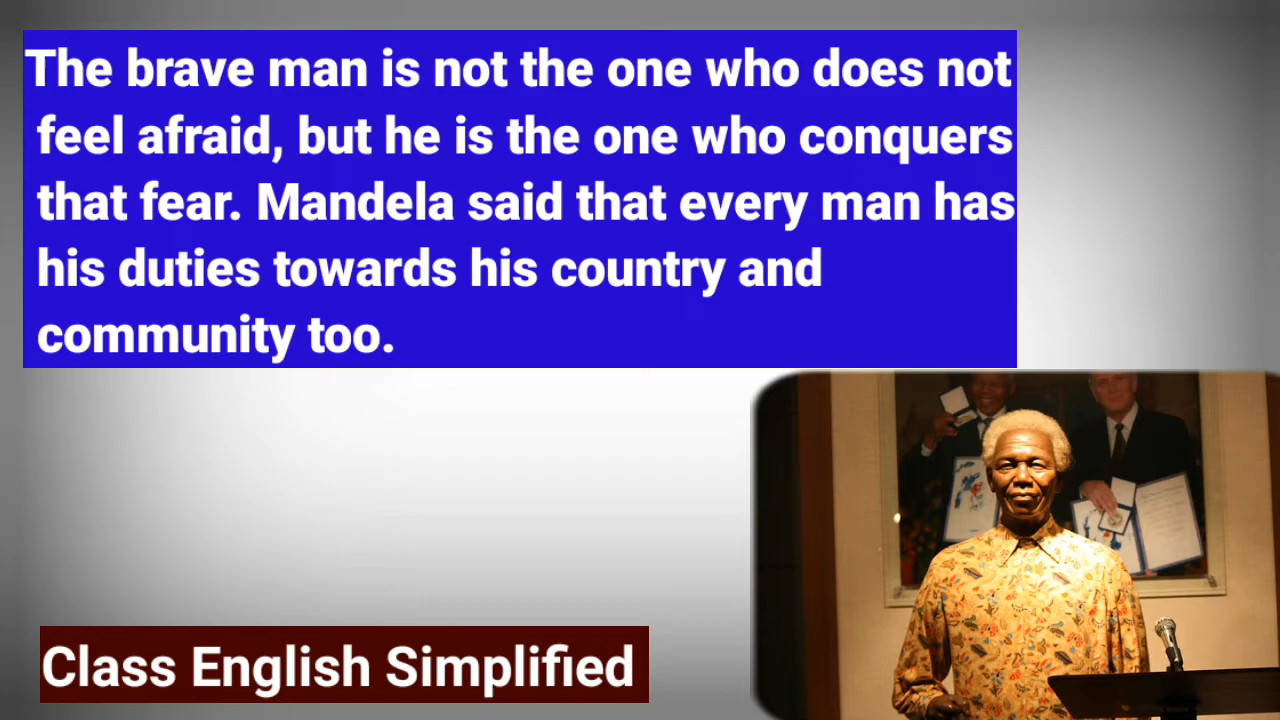 The brave man is not the one who does not
feel afraid, but he is the one who conquers
that fear. Mandela said that every man has
his duties towards his country and
community too.
Class English Simplified